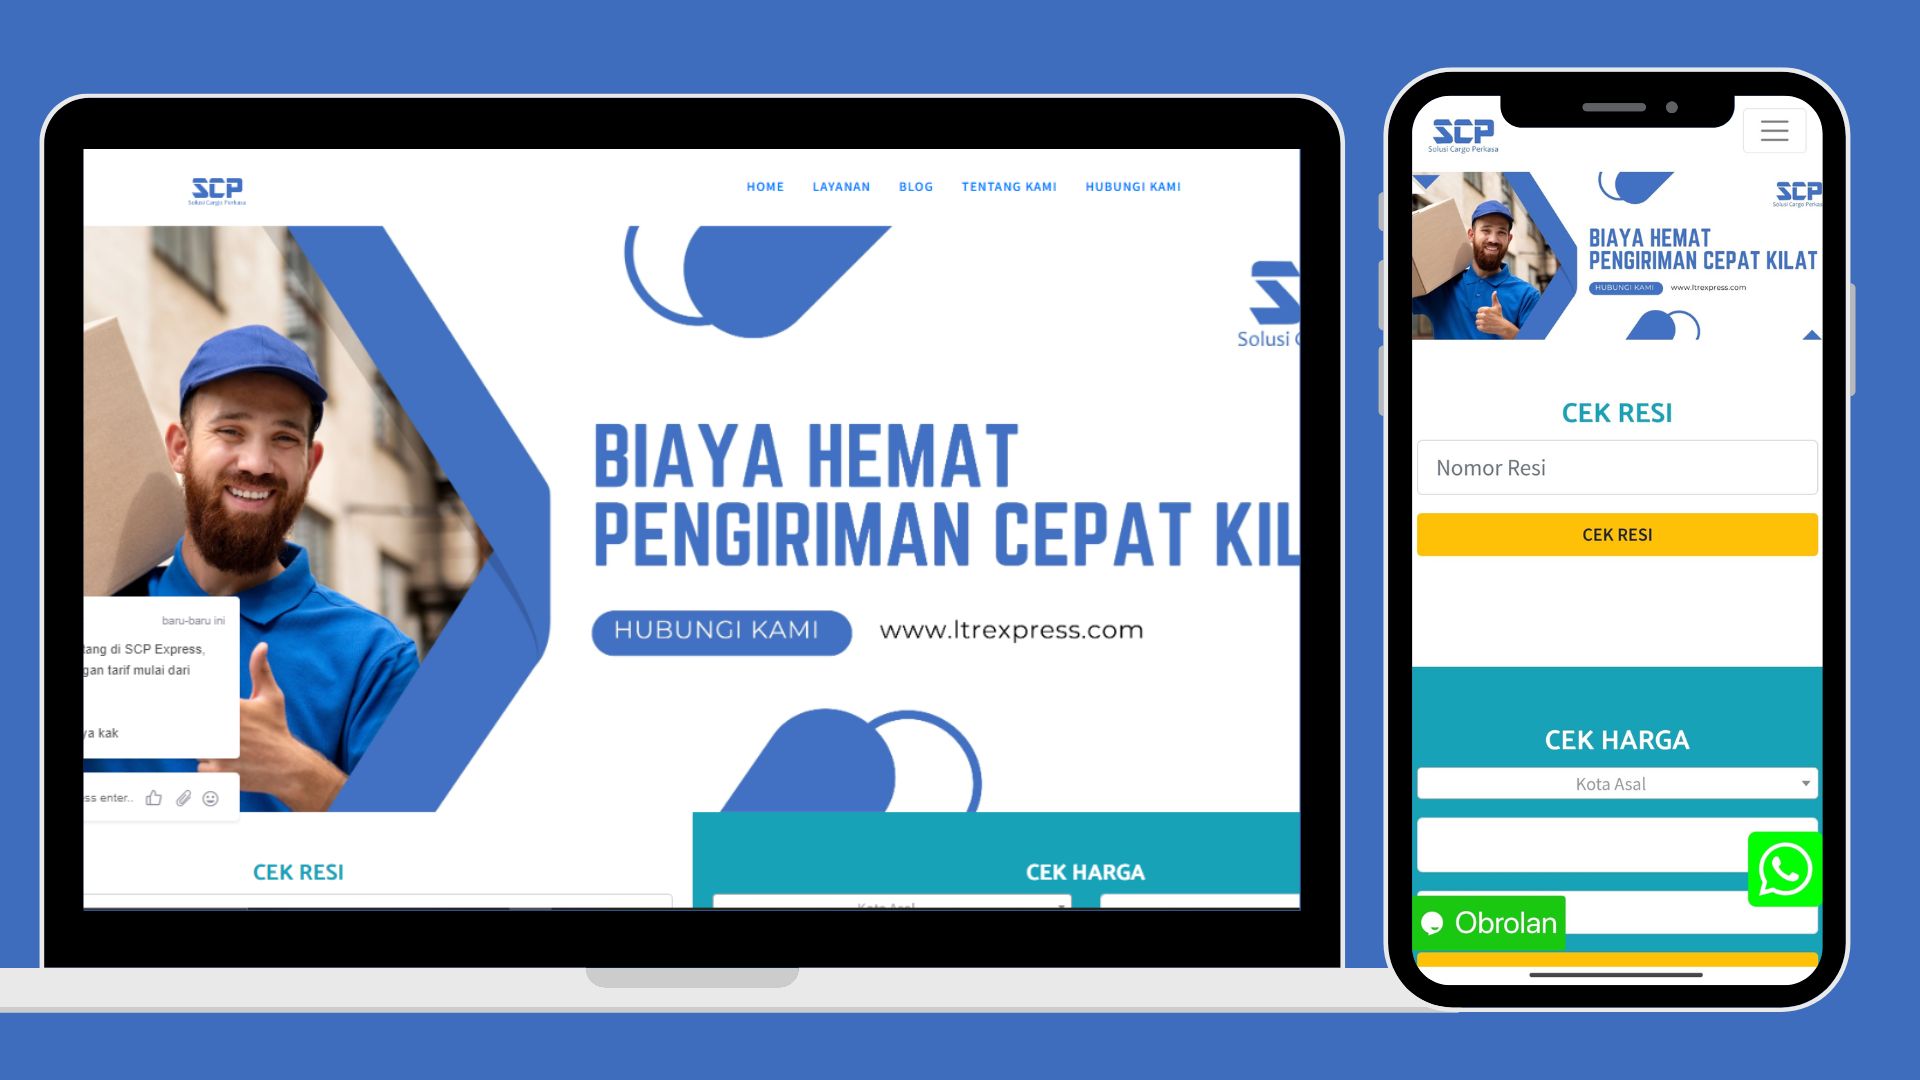 SCP
Solusi Cargo Perkasa
HOME LAYANAN BLOG TENTANG KAMI HUBUNGI KAMI
Solusi
BIAYA HEMAT
PENGIRIMAN CEPAT KIL
HUBUNGI KAMI www.ltrexpress.com
baru-baru ini
tang di SCP Express,
gan tarif mulai dari
ya kak
ss enter..
CEK RESI
CEK HARGA
Kota Asal
SCP
Solusi Cargo Perkasa
SCP
Solusi Cargo Perkasa
BIAYA HEMAT
PENGIRIMAN CEPAT KILAT
HUBUNGI KAMI www.ltrexpress.com
CEK RESI
Nomor Resi
CEK RESI
CEK HARGA
Kota Asal
Obrolan